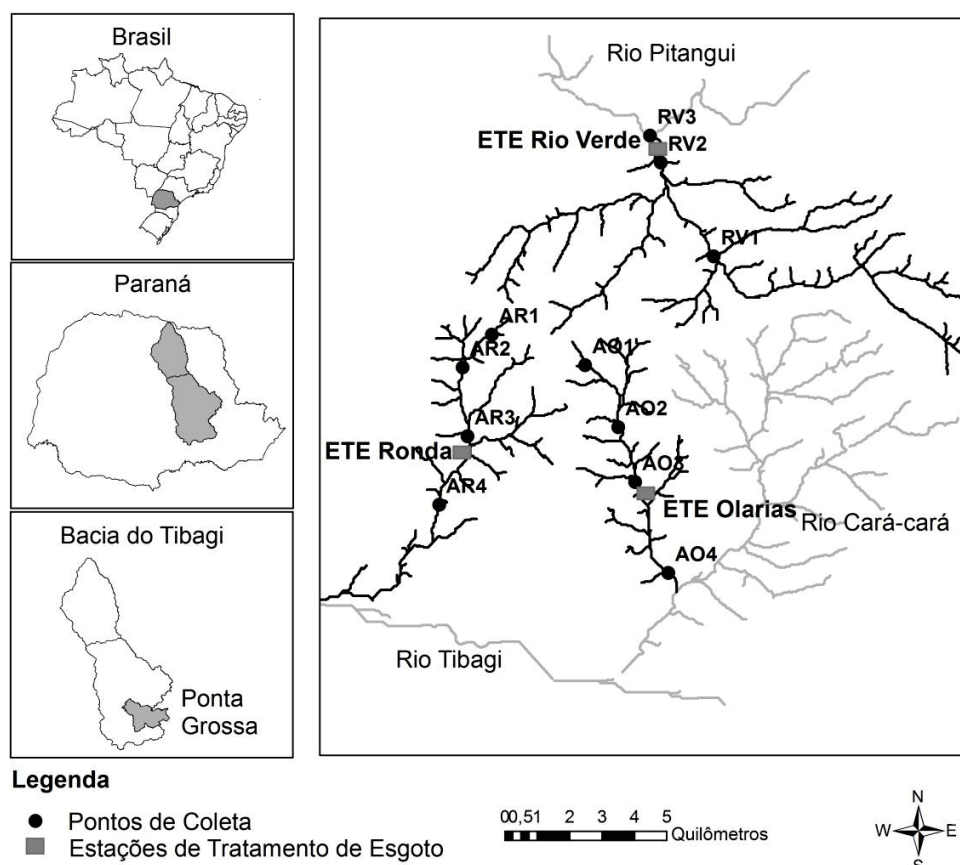 Brasil
Paraná
Bacia do Tibagi
Ponta
Grossa
Rio Pitangui
RV3
ETE Rio Verde
RV2
RV1
AR1
AR2
AO1
AO2
AR3
ETE Ronda
AO3
AR4
ETE Olarias
Rio Cará-cará
AO4
Rio Tibagi
Legenda
Pontos de Coleta
Estações de Tratamento de Esgoto
00,51 2 3 4 5
Quilômetros
N
W E
S